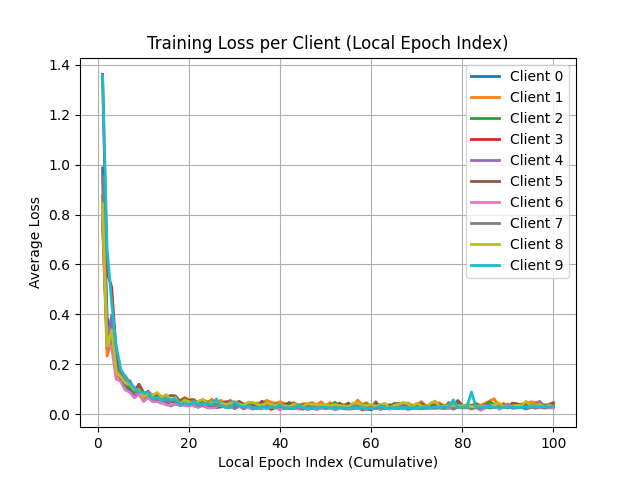 Training Loss per Client (Local Epoch Index)
1.4
1.2
1.0
0.8
0.6
0.4
0.2
0.0
Average Loss
Client 0
Client 1
Client 2
Client 3
Client 4
Client 5
Client 6
Client 7
Client 8
Client 9
0 20 40 60 80 100
Local Epoch Index (Cumulative)